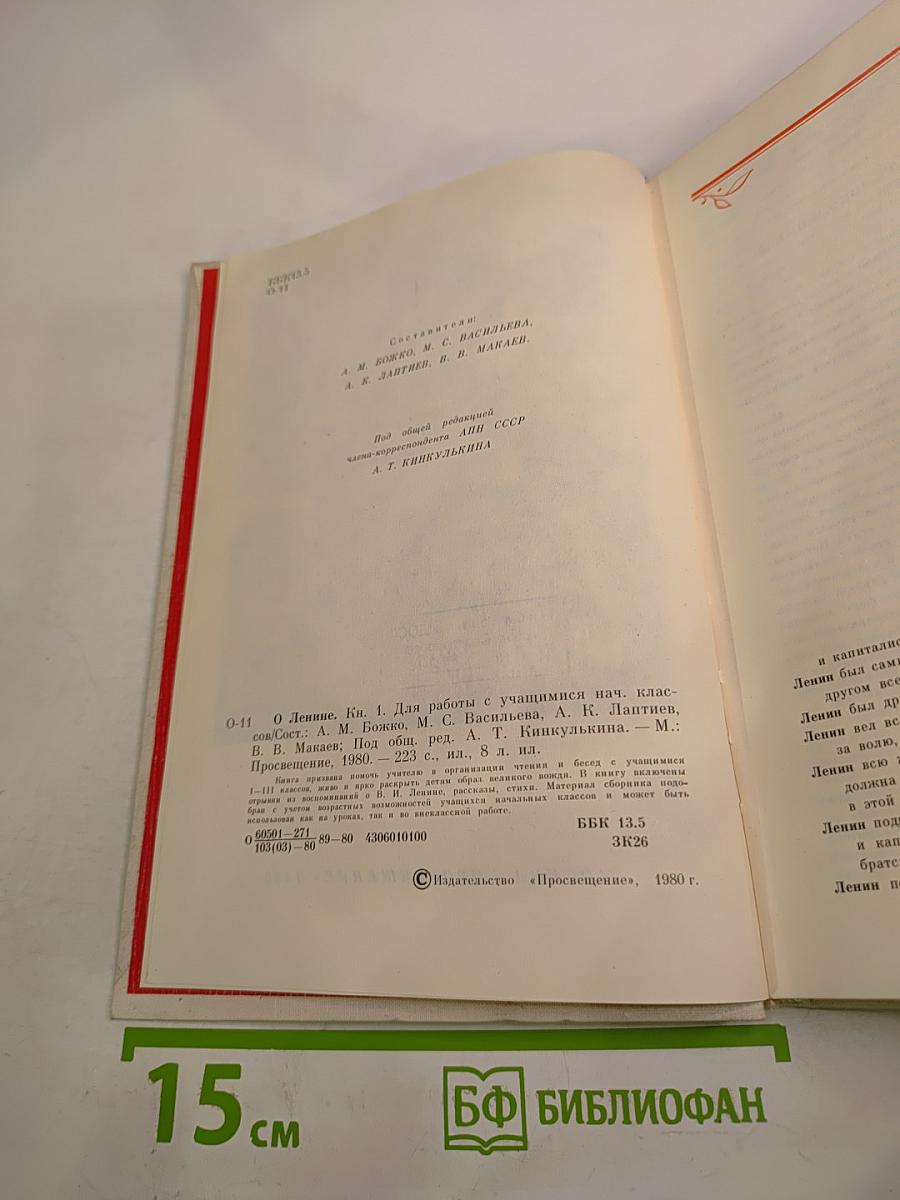 О-11
Составители:
А. М. БОЖКО, М. С. ВАСИЛЬЕВА,
А. К. ЛАПТИЕВ, В. В. МАКАЕВ.
Под общей редакцией
члена-корреспондента АПН СССР
А. Т. КИНКУЛЬКИНА
О-11 О Ленине. Кн. 1. Для работы с учащимися нач. клас-
сов/Сост.: А. М. Божко, М. С. Васильева, А. К. Лаптиев,
В. В. Макаев; Под общ. ред. А. Т. Кинкулькина. — М.:
Просвещение, 1980. — 223 с., ил., 8 л. ил.
Книга призвана помочь учителю в организации чтения и бесед с учащимися
I—III классов, живо и ярко раскрыть детям образ великого вождя. В книгу включены
отрывки из воспоминаний о В. И. Ленине, рассказы, стихи. Материал сборника подо-
бран с учетом возрастных возможностей учащихся начальных классов и может быть
использован как на уроках, так и во внеклассной работе.
О 60501—271
103(03)—80 89—80 4306010100
ББК 13.5
3К26
© Издательство «Просвещение», 1980 г.
и капиталис
Ленин был сам
другом все
Ленин был др
Ленин вел вс
за волю,
Ленин всю
должна
в этой
Ленин подн
и кап
братс
Ленин п
15 см
БФ БИБЛИОФАН